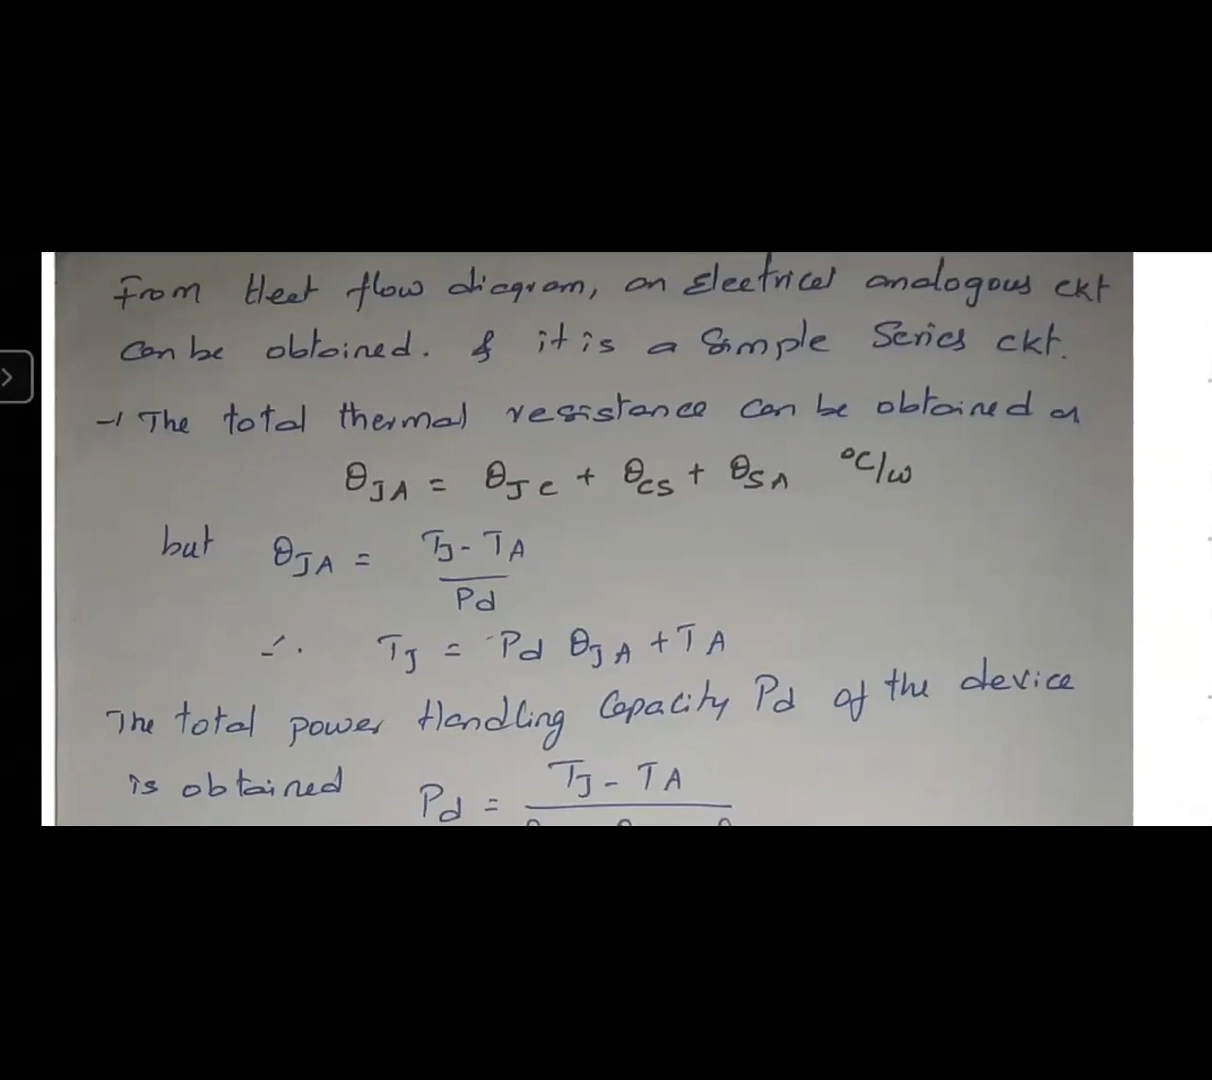 From Heat flow diagram, an Electrical analogous ckt
can be obtained. & it is a Simple Series ckt.
→ The total thermal resistance can be obtained as
θJA = θJC + θCS + θSA °C/W
but θJA = TJ - TA / Pd
∴ TJ = Pd θJA + TA
The total power Handling Capacity Pd of the device
is obtained Pd = TJ - TA